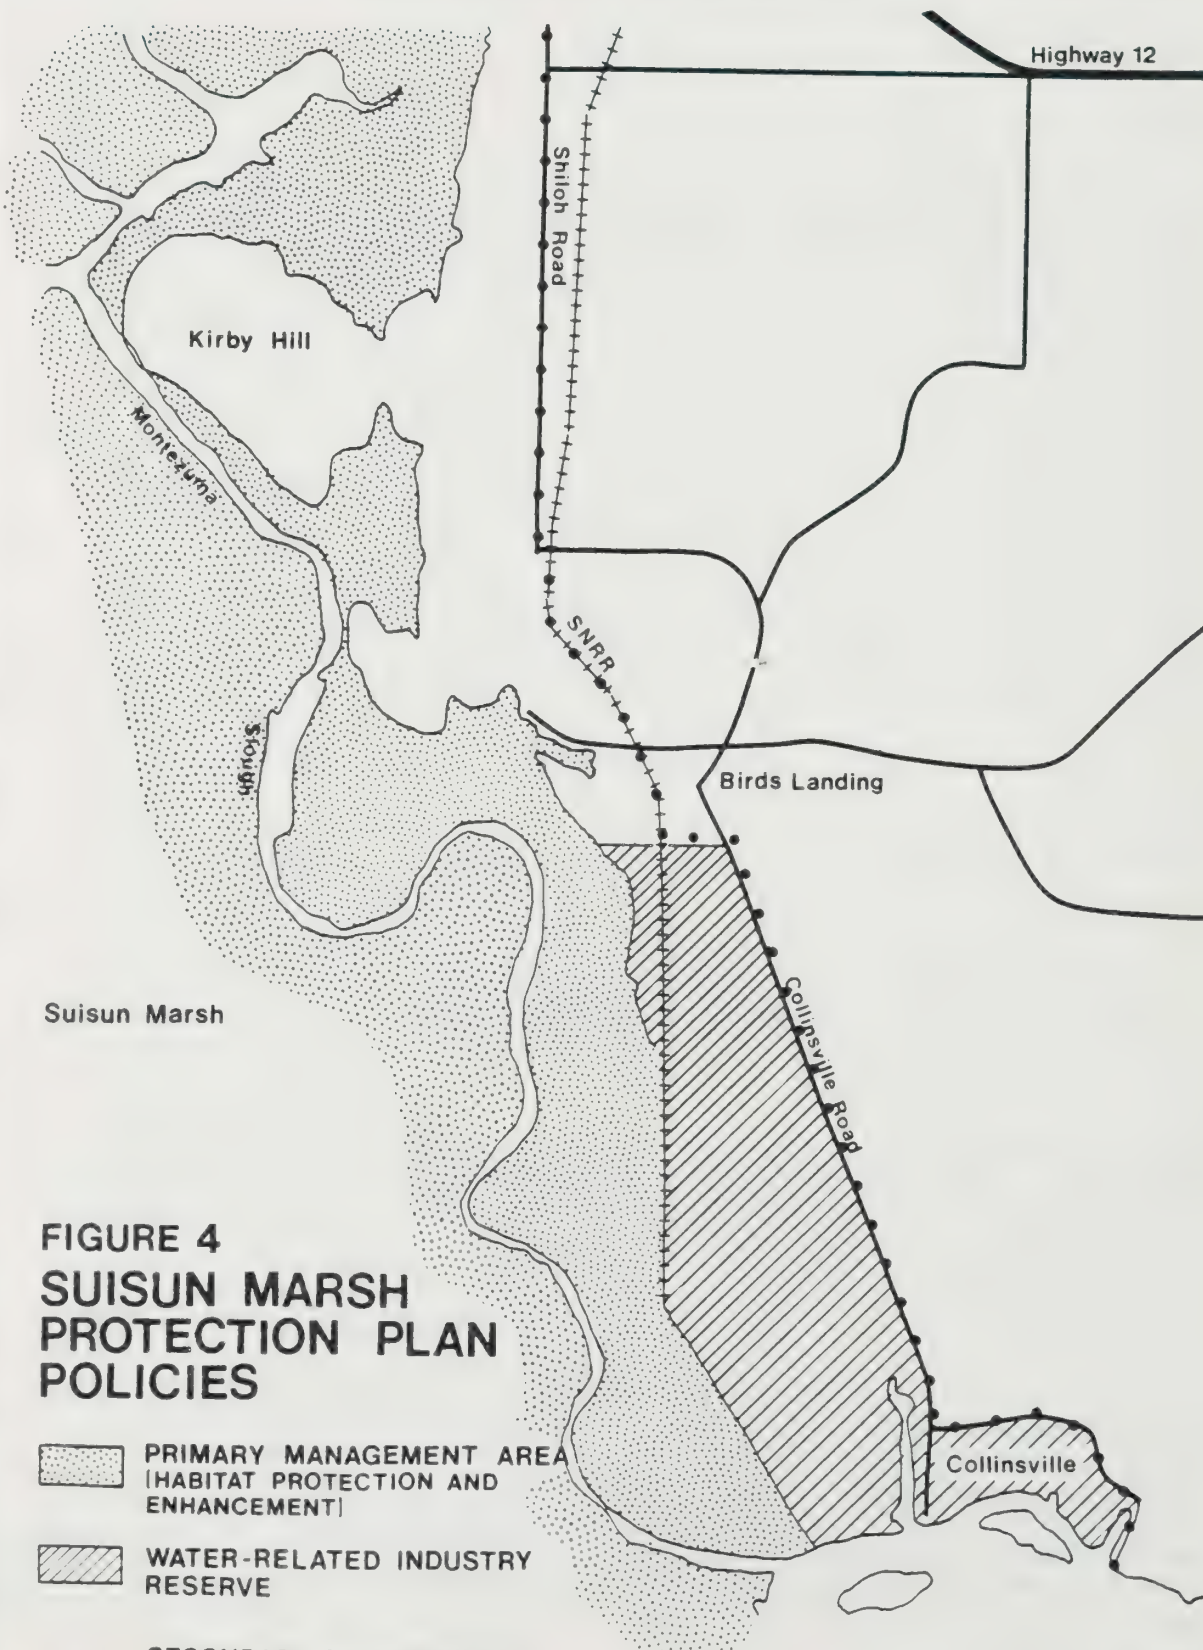 Highway 12
Shiloh Road
Kirby Hill
Montezuma
SNRR
Slough
Birds Landing
Suisun Marsh
Collinsville Road
FIGURE 4
SUISUN MARSH
PROTECTION PLAN
POLICIES
PRIMARY MANAGEMENT AREA
(HABITAT PROTECTION AND
ENHANCEMENT)
Collinsville
WATER-RELATED INDUSTRY
RESERVE